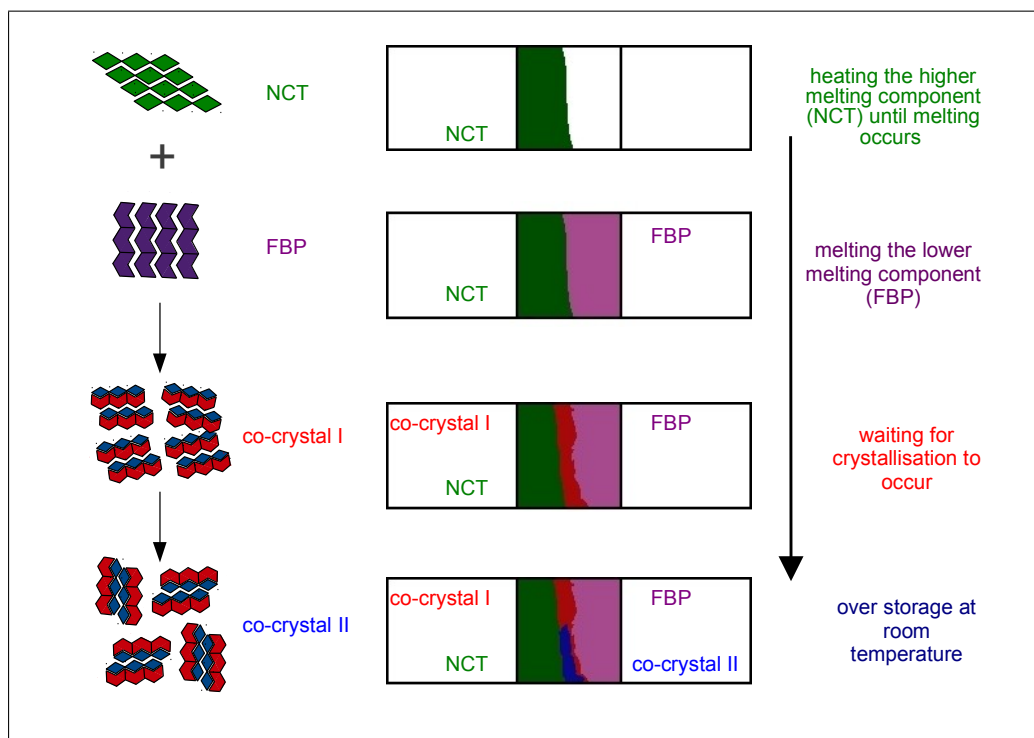 NCT
NCT
heating the higher
melting component
(NCT) until melting
occurs
+
FBP
FBP
NCT
melting the lower
melting component
(FBP)
co-crystal I
co-crystal I
FBP
NCT
waiting for
crystallisation to
occur
co-crystal II
co-crystal I
FBP
NCT
co-crystal II
over storage at
room
temperature